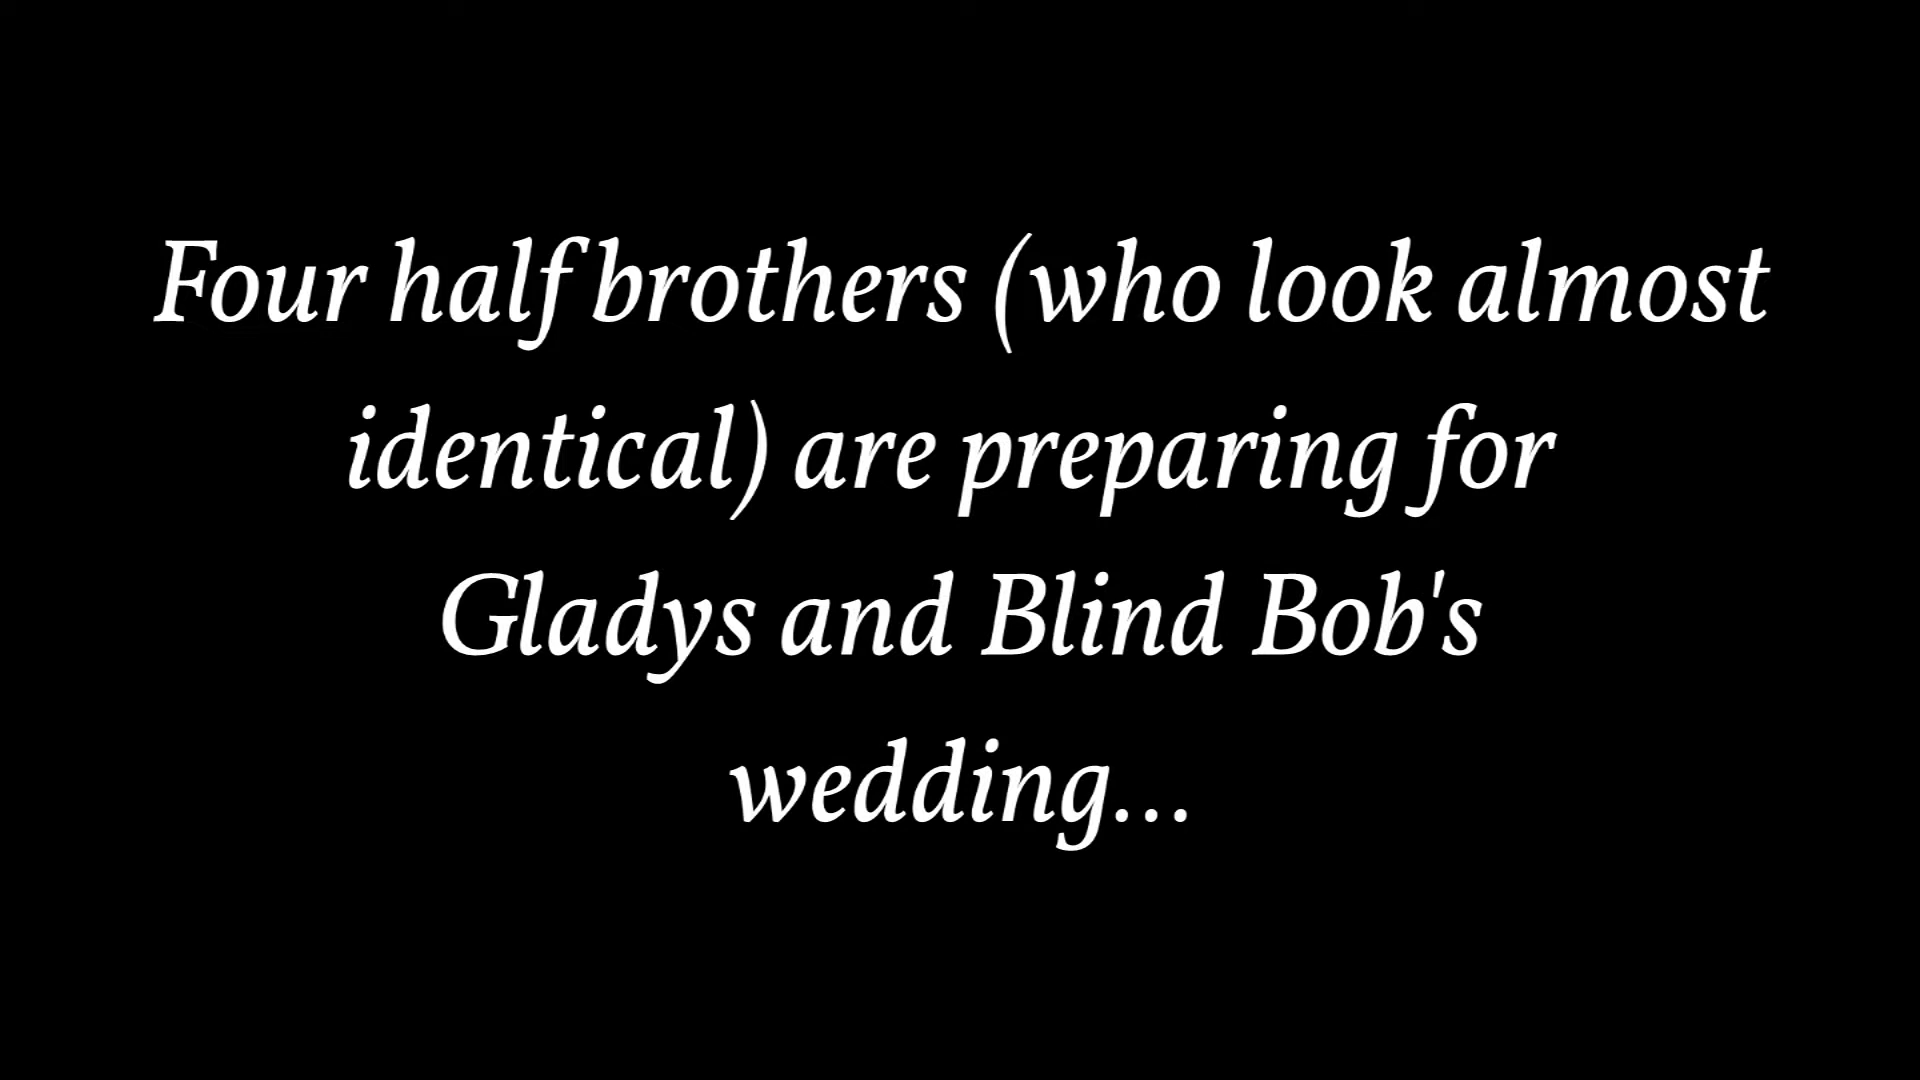 Four half brothers (who look almost
identical) are preparing for
Gladys and Blind Bob's
wedding...